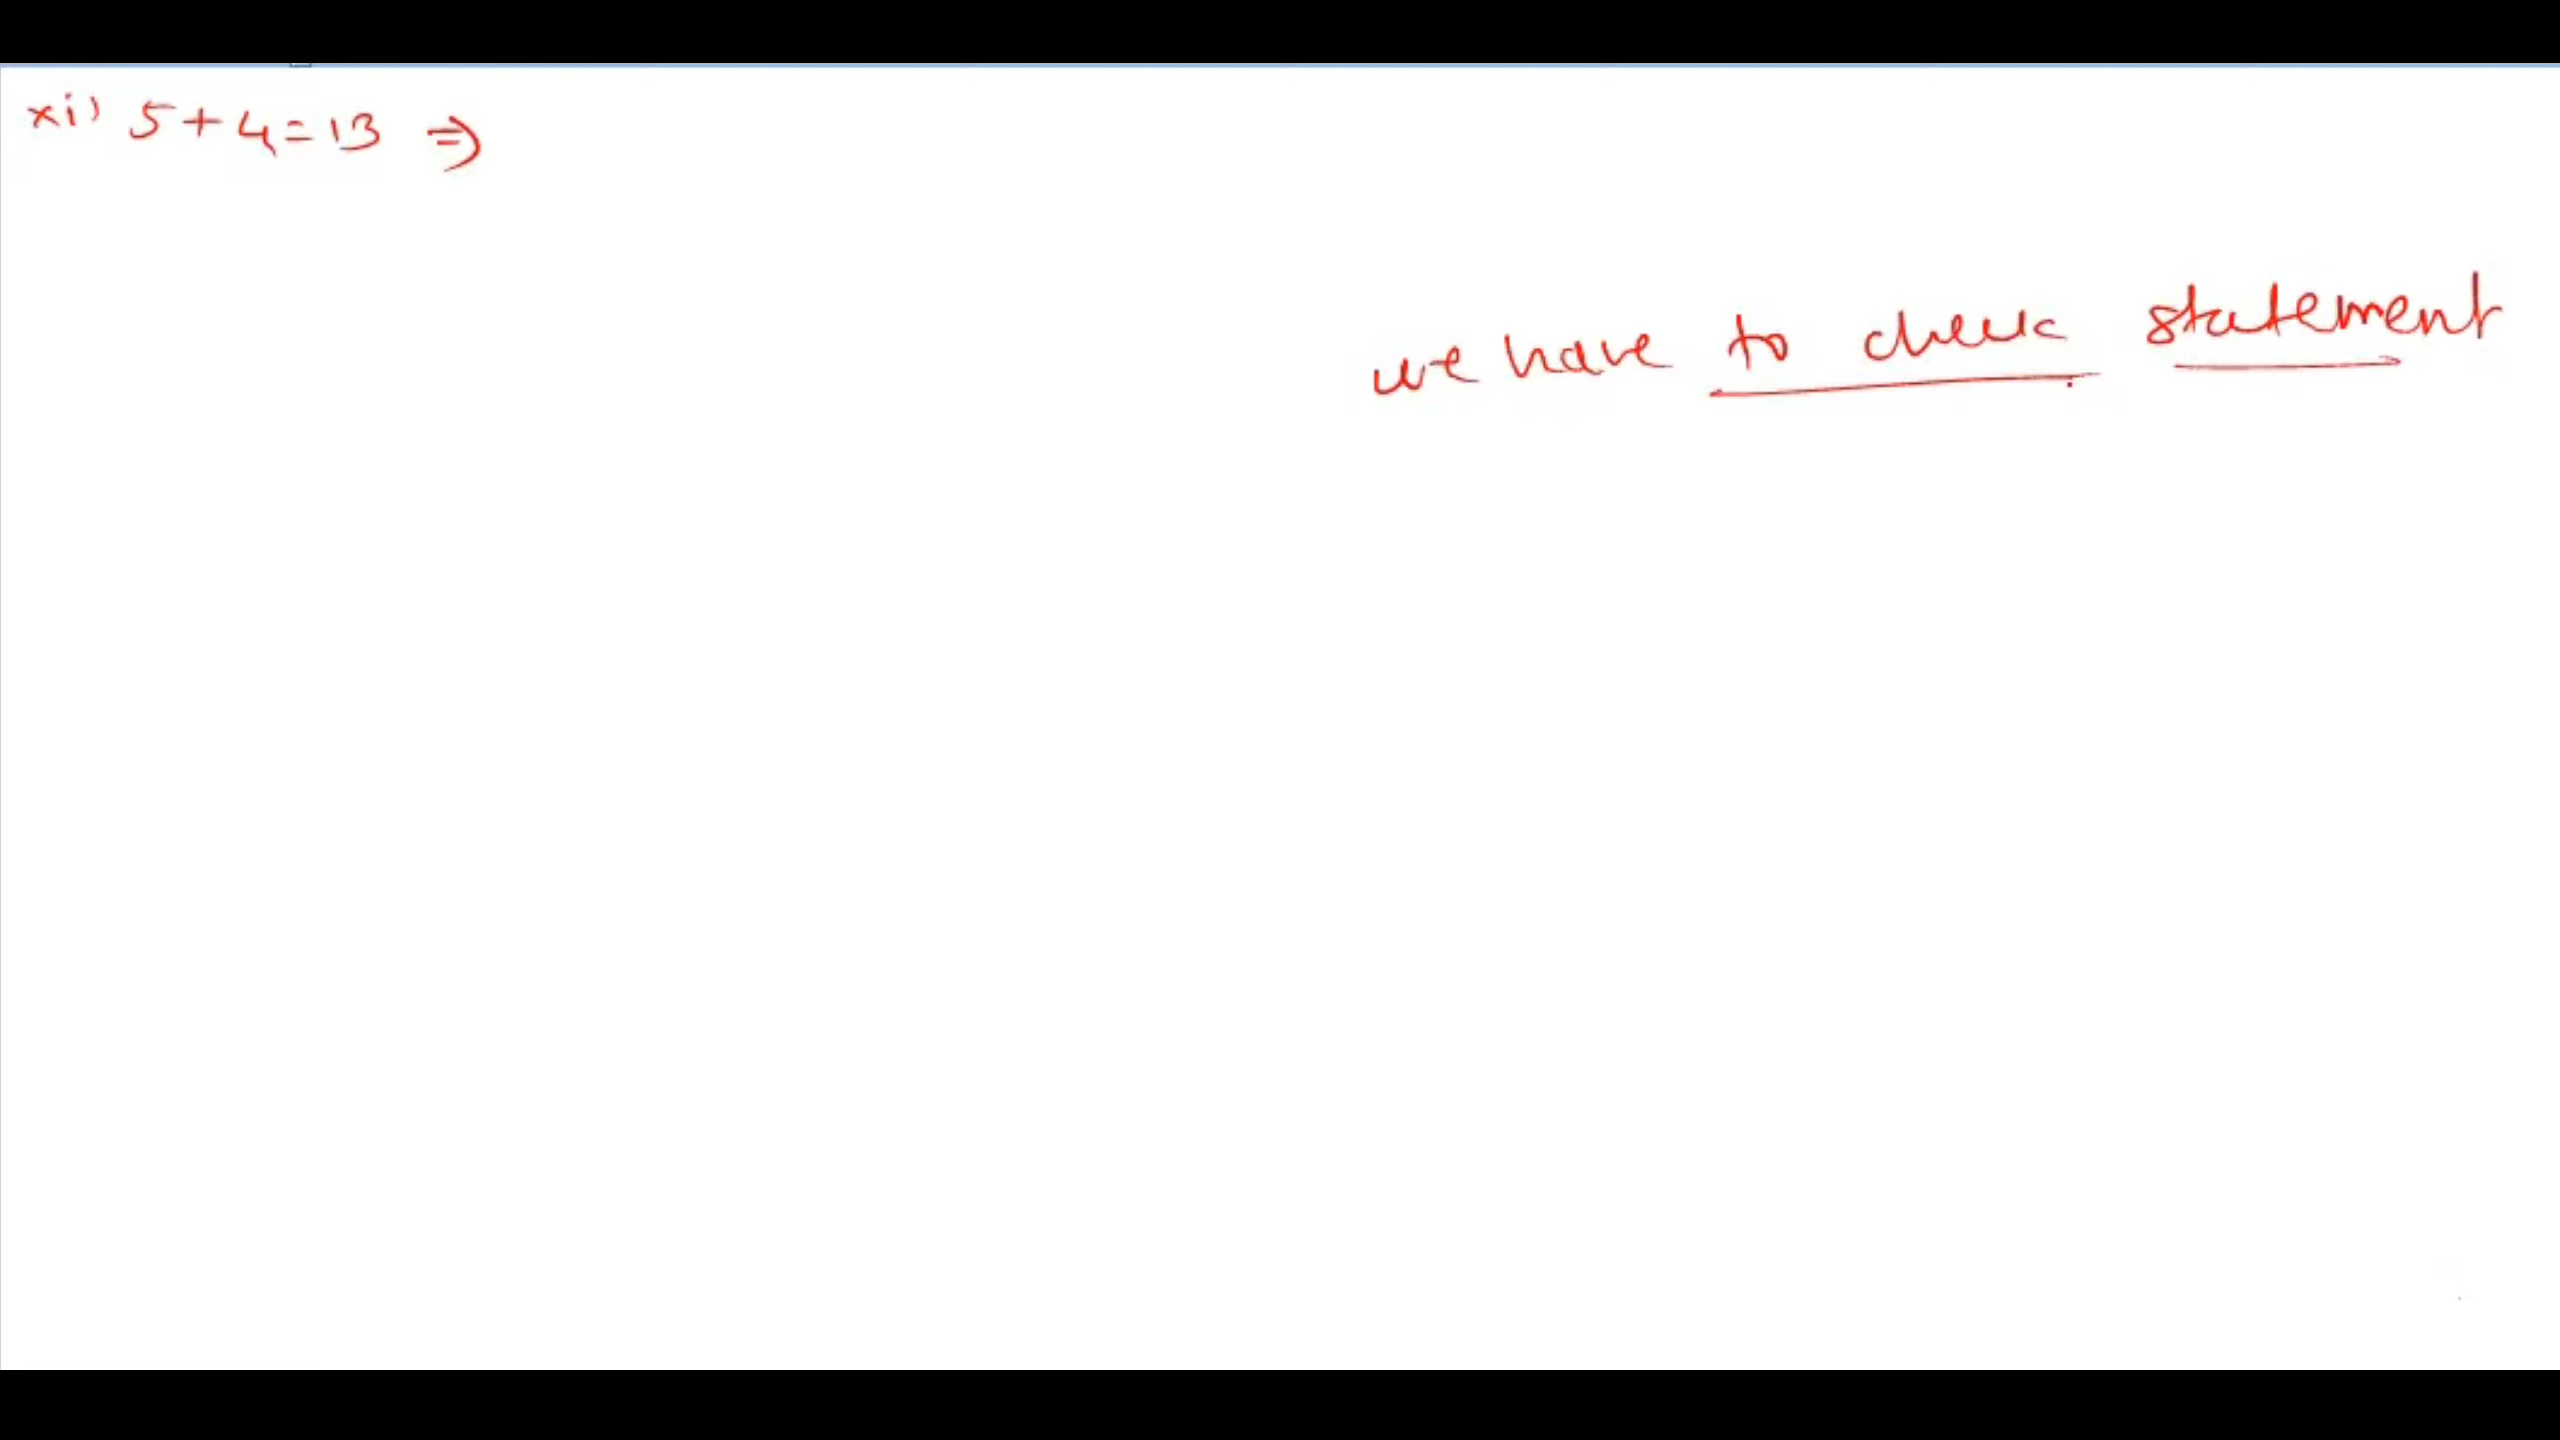 xi) 5+4=13 ⇒
we have to check statement